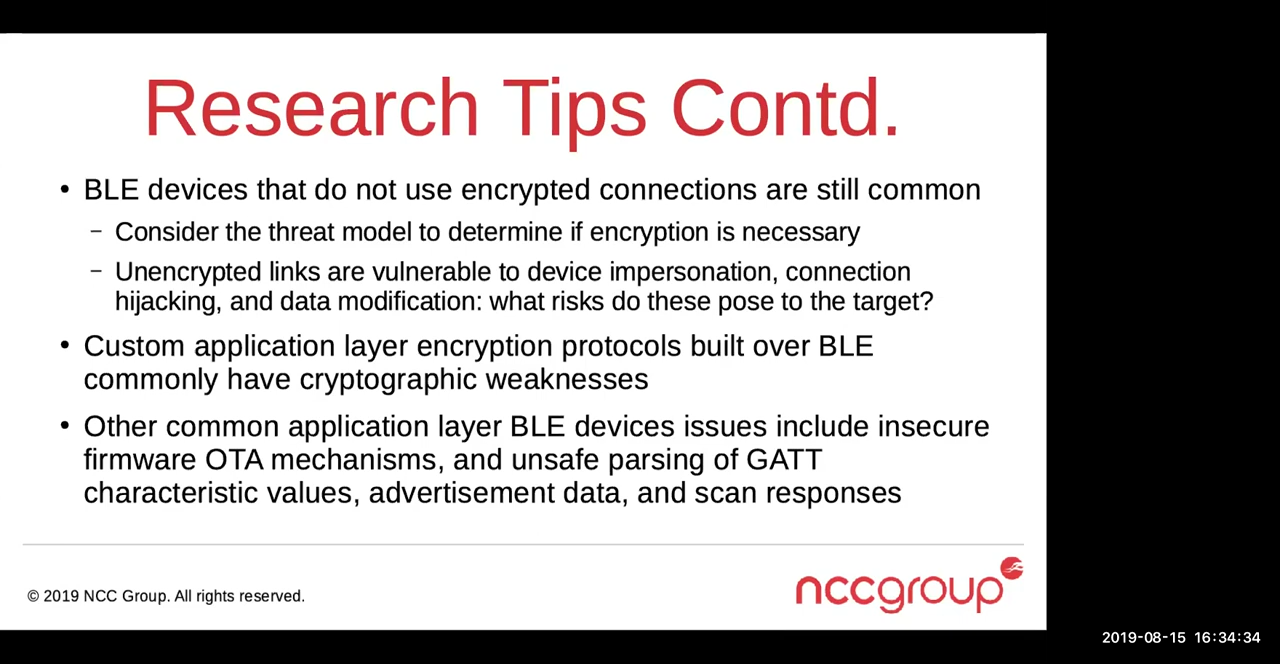 Research Tips Contd.
• BLE devices that do not use encrypted connections are still common
– Consider the threat model to determine if encryption is necessary
– Unencrypted links are vulnerable to device impersonation, connection
hijacking, and data modification: what risks do these pose to the target?
• Custom application layer encryption protocols built over BLE
commonly have cryptographic weaknesses
• Other common application layer BLE devices issues include insecure
firmware OTA mechanisms, and unsafe parsing of GATT
characteristic values, advertisement data, and scan responses
© 2019 NCC Group. All rights reserved.
nccgroup
2019-08-15 16:34:34